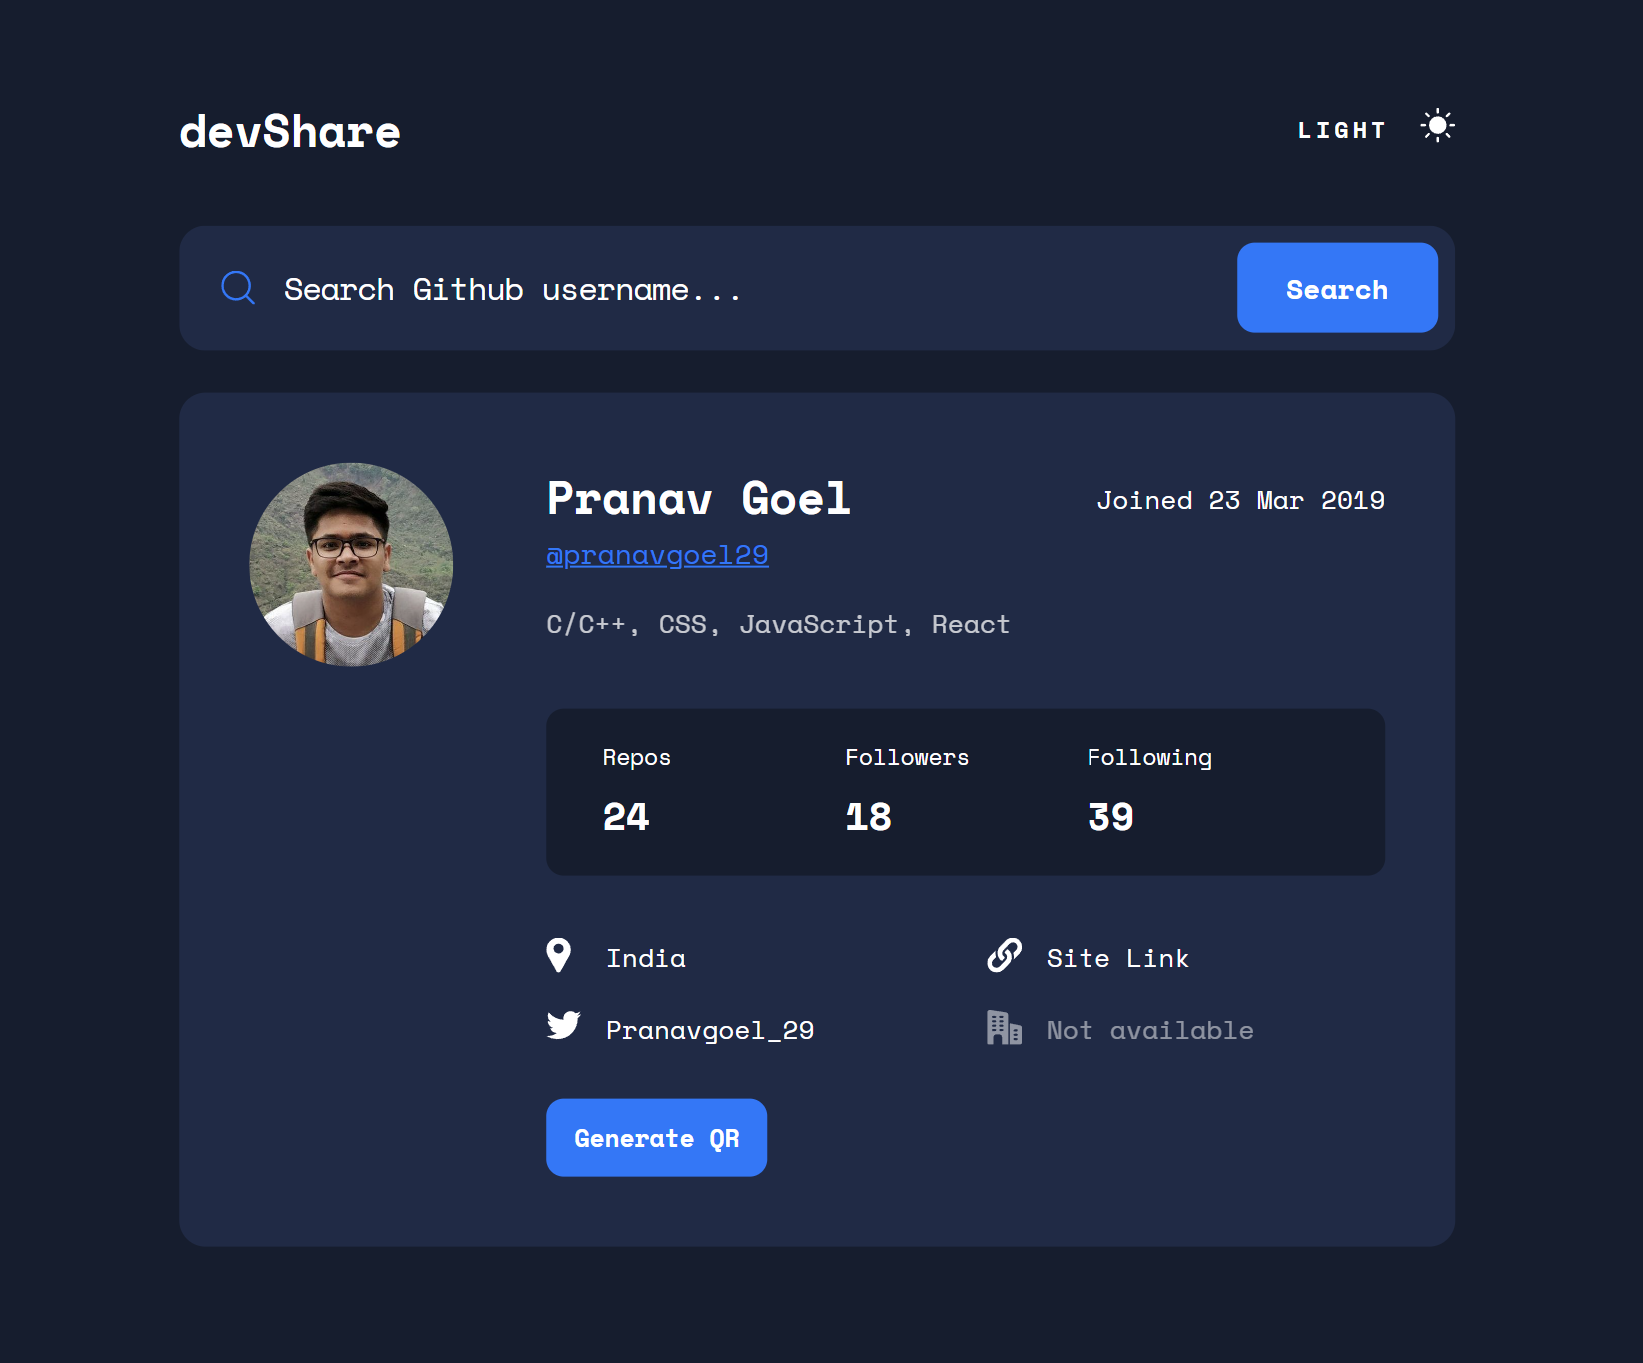 devShare
LIGHT
Search Github username...
Search
Pranav Goel
Joined 23 Mar 2019
@pranavgoel29
C/C++, CSS, JavaScript, React
Repos
Followers
Following
24
18
39
India
Site Link
Pranavgoel_29
Not available
Generate QR